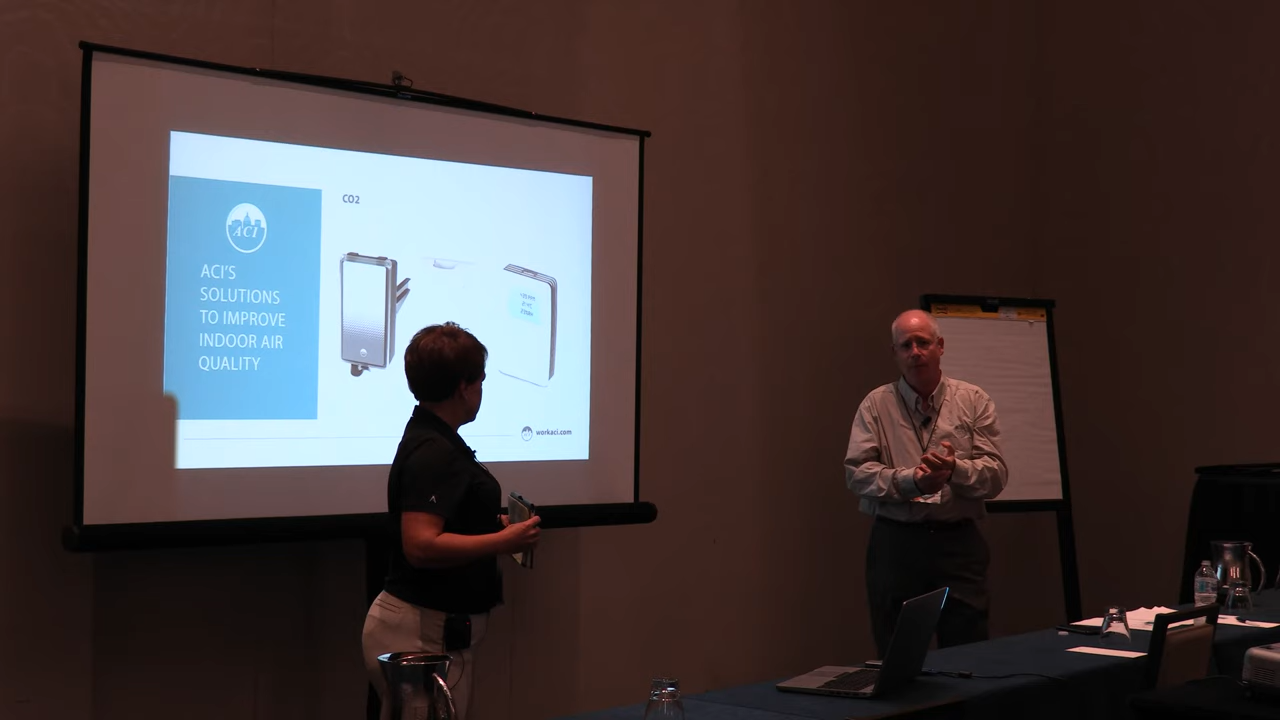 CO2
ACI
ACI'S
SOLUTIONS
TO IMPROVE
INDOOR AIR
QUALITY
workaci.com